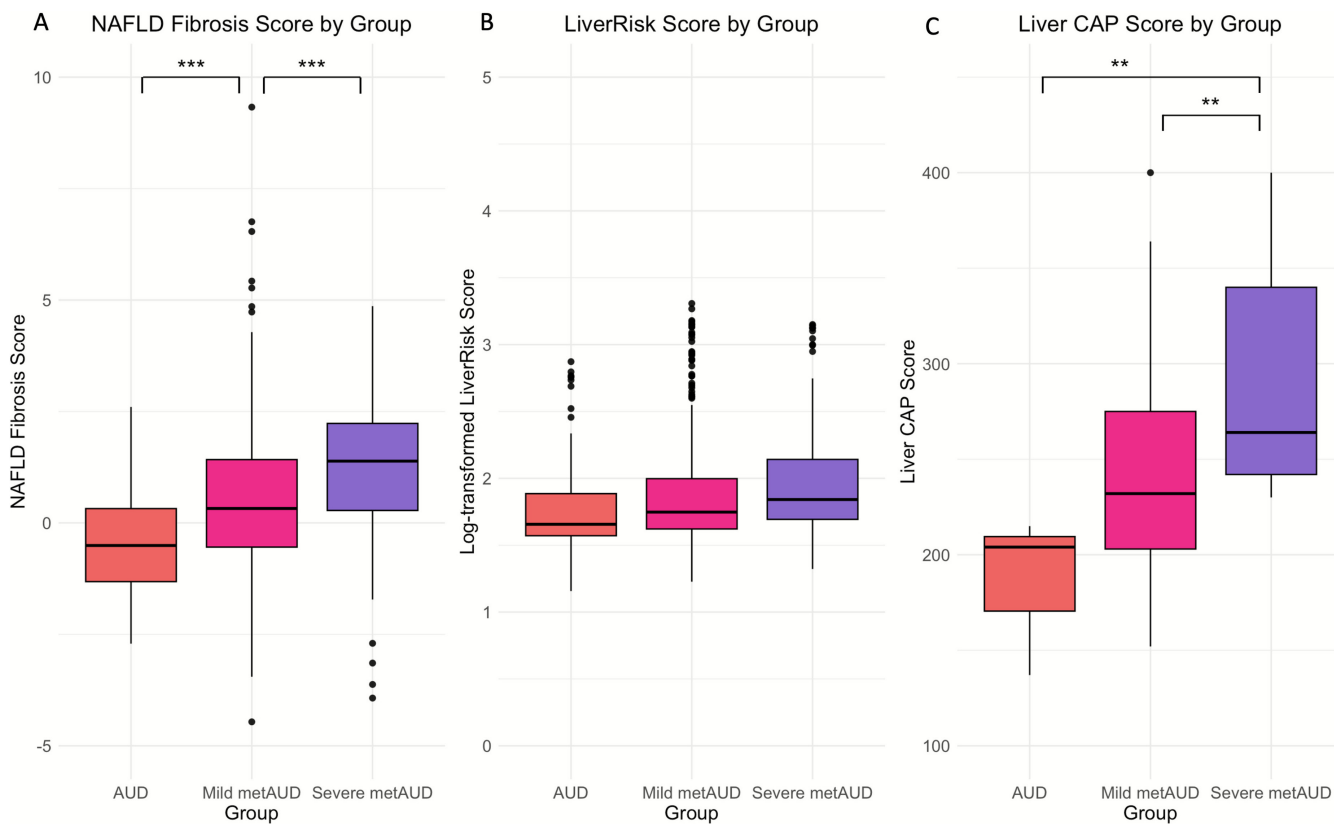 A NAFLD Fibrosis Score by Group
*** ***
NAFLD Fibrosis Score
10
5
0
-5
AUD Mild metAUD Severe metAUD
Group
B LiverRisk Score by Group
Log-transformed LiverRisk Score
5
4
3
2
1
0
AUD Mild metAUD Severe metAUD
Group
C Liver CAP Score by Group
**
**
Liver CAP Score
400
300
200
100
AUD Mild metAUD Severe metAUD
Group